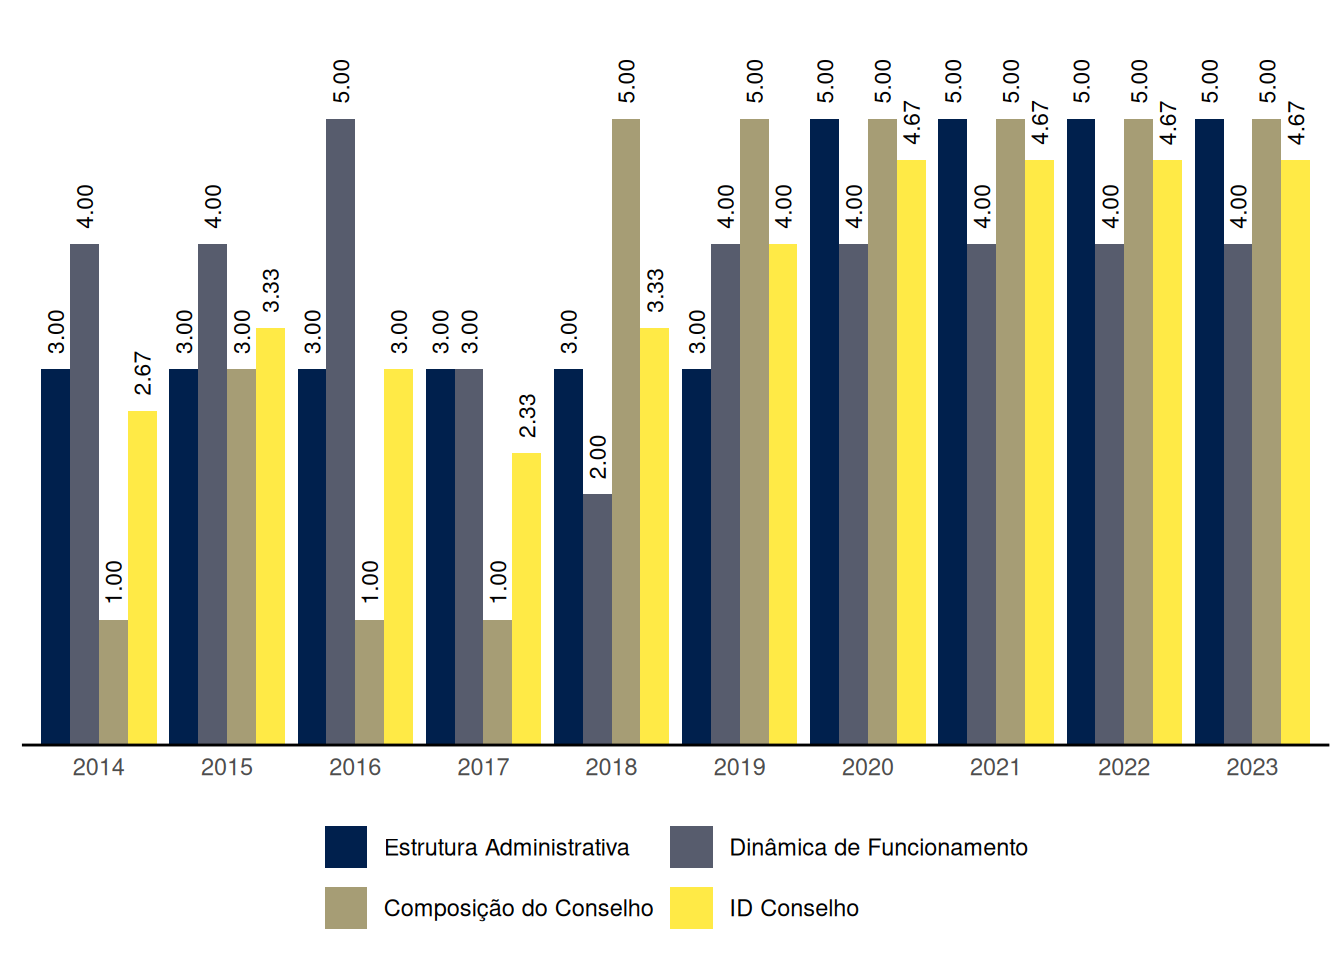 3.00 4.00 1.00 2.67 3.00 4.00 3.00 3.33 3.00 5.00 1.00 3.00 3.00 3.00 1.00 2.33 3.00 2.00 5.00 3.33 3.00 4.00 5.00 4.00 5.00 4.00 5.00 4.67 5.00 4.00 5.00 4.67 5.00 4.00 5.00 4.67 5.00 4.00 5.00 4.67
2014 2015 2016 2017 2018 2019 2020 2021 2022 2023
Estrutura Administrativa Dinâmica de Funcionamento
Composição do Conselho ID Conselho